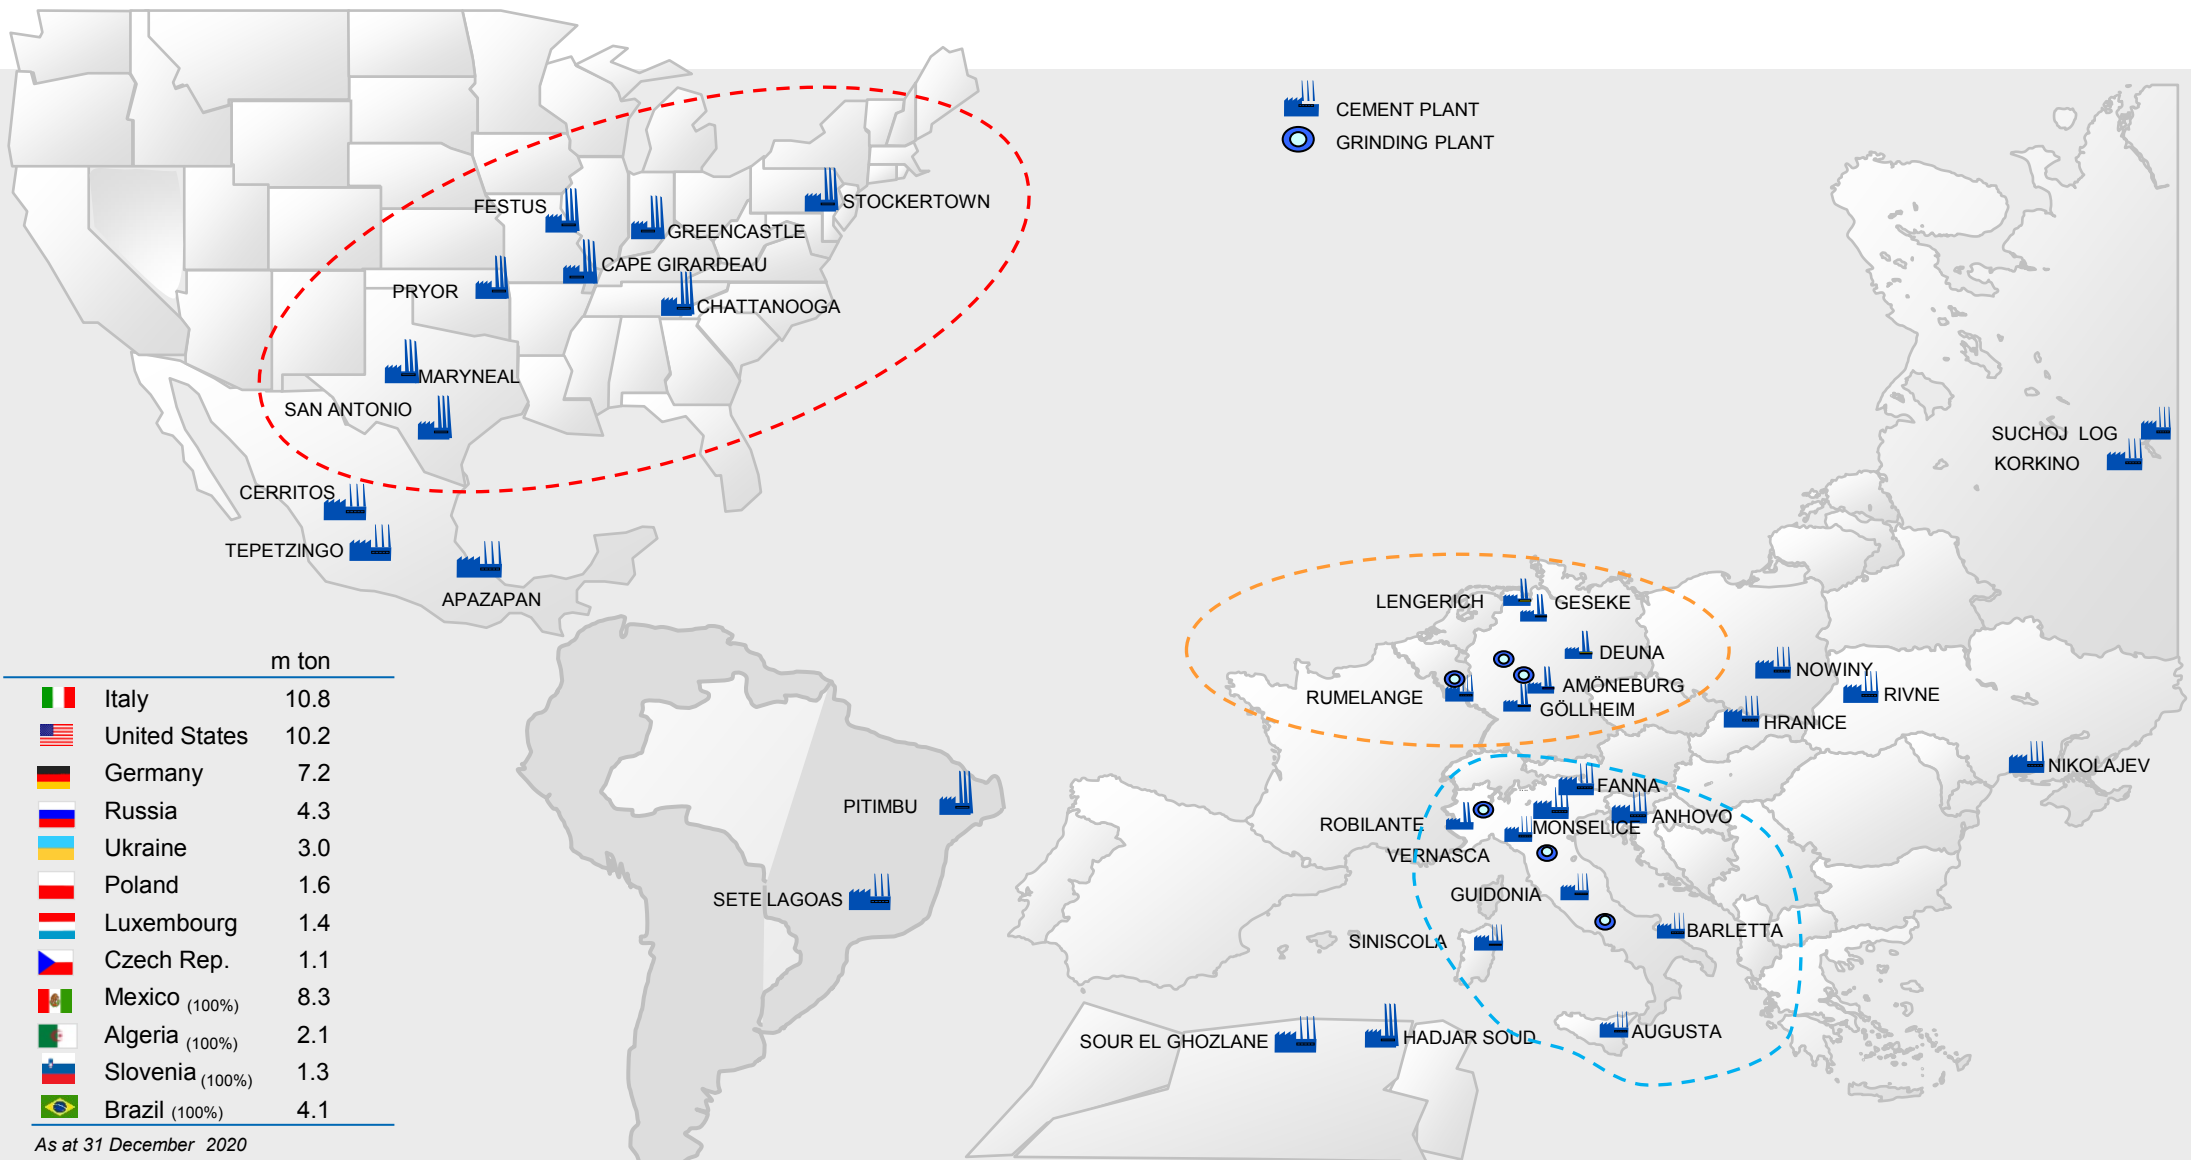 CEMENT PLANT
GRINDING PLANT
STOCKERTOWN
FESTUS
GREENCASTLE
CAPE GIRARDEAU
PRYOR
CHATTANOOGA
MARYNEAL
SAN ANTONIO
CERRITOS
TEPETZINGO
APAZAPAN
SUCHOJ LOG
KORKINO
LENGERICH
GESEKE
DEUNA
NOWINY
AMÖNEBURG
RUMELANGE
GÖLLHEIM
RIVNE
HRANICE
NIKOLAJEV
FANNA
PITIMBU
ROBILANTE
MONSELICE
ANHOVO
VERNASCA
GUIDONIA
SETE LAGOAS
BARLETTA
SINISCOLA
AUGUSTA
SOUR EL GHOZLANE
HADJAR SOUD
m ton
Italy 10.8
United States 10.2
Germany 7.2
Russia 4.3
Ukraine 3.0
Poland 1.6
Luxembourg 1.4
Czech Rep. 1.1
Mexico (100%) 8.3
Algeria (100%) 2.1
Slovenia (100%) 1.3
Brazil (100%) 4.1
As at 31 December 2020